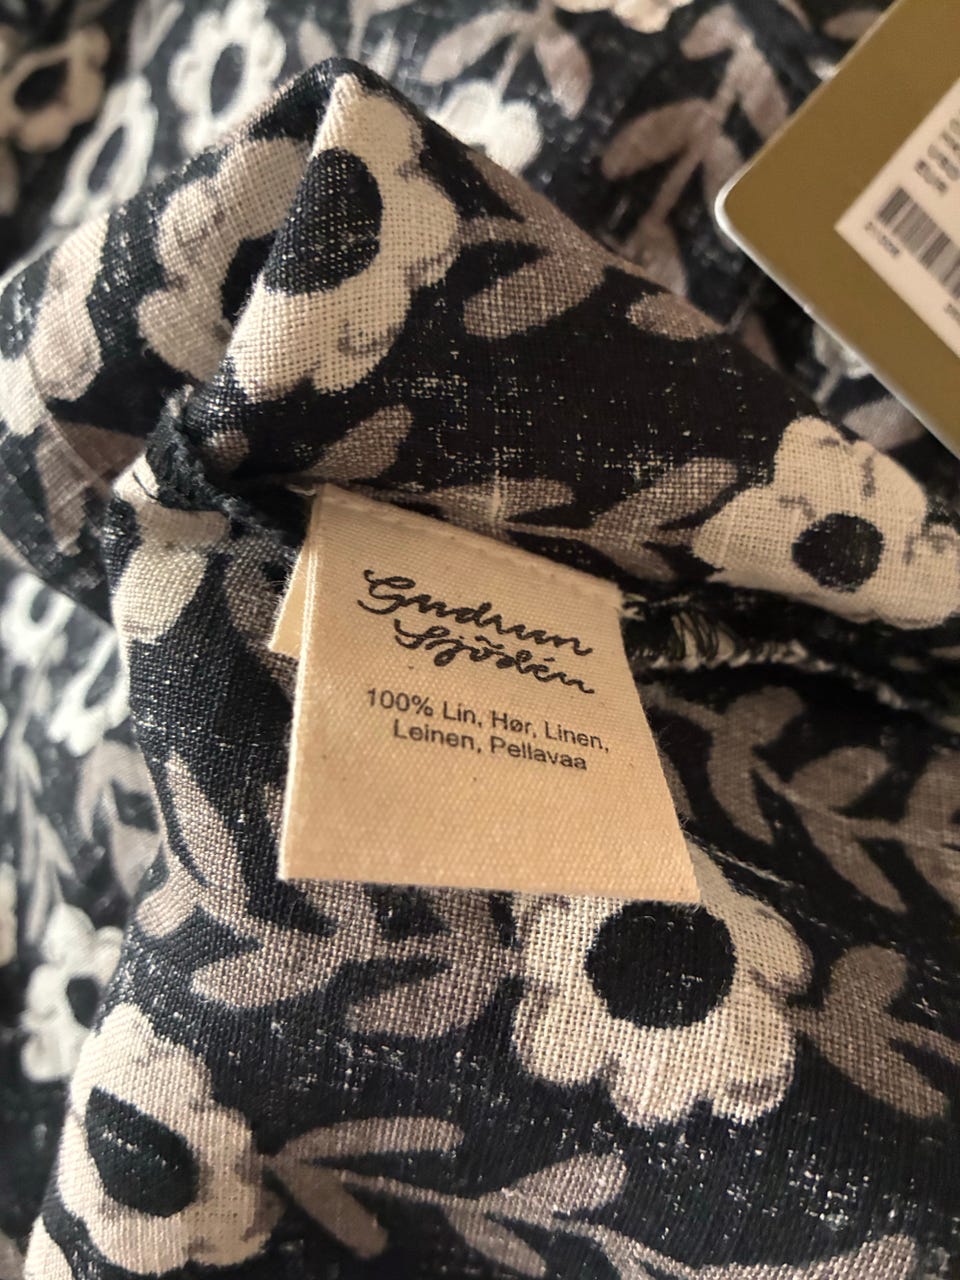 Gudrun
Sjödén
100% Lin, Hør, Linen,
Leinen, Pellavaa